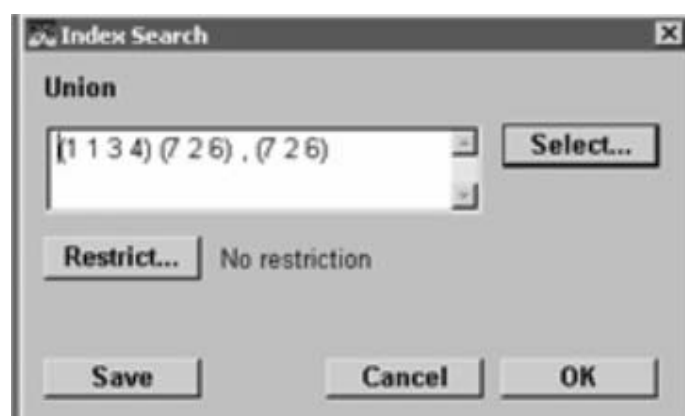 Index Search
Union
(1 1 3 4) (7 2 6) , (7 2 6)
Select...
Restrict... No restriction
Save Cancel OK